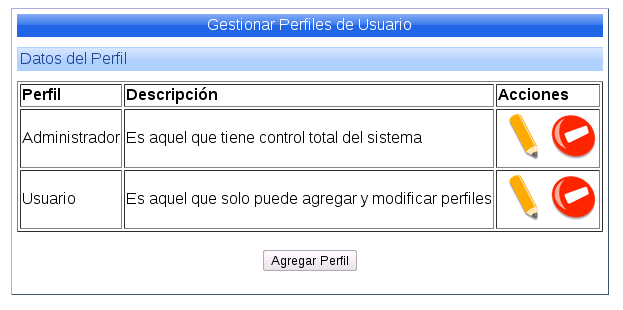 Gestionar Perfiles de Usuario
Datos del Perfil
Perfil Descripción Acciones
Administrador Es aquel que tiene control total del sistema
Usuario Es aquel que solo puede agregar y modificar perfiles
Agregar Perfil